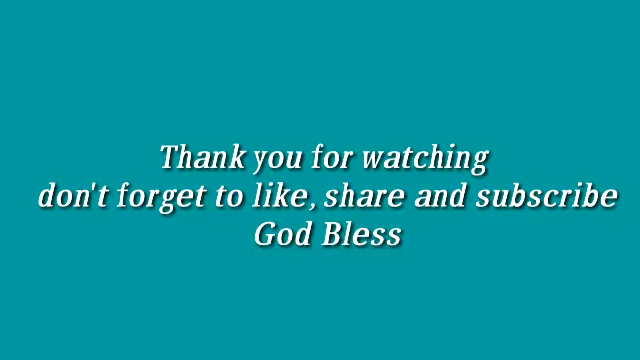 Thank you for watching
don't forget to like, share and subscribe
God Bless